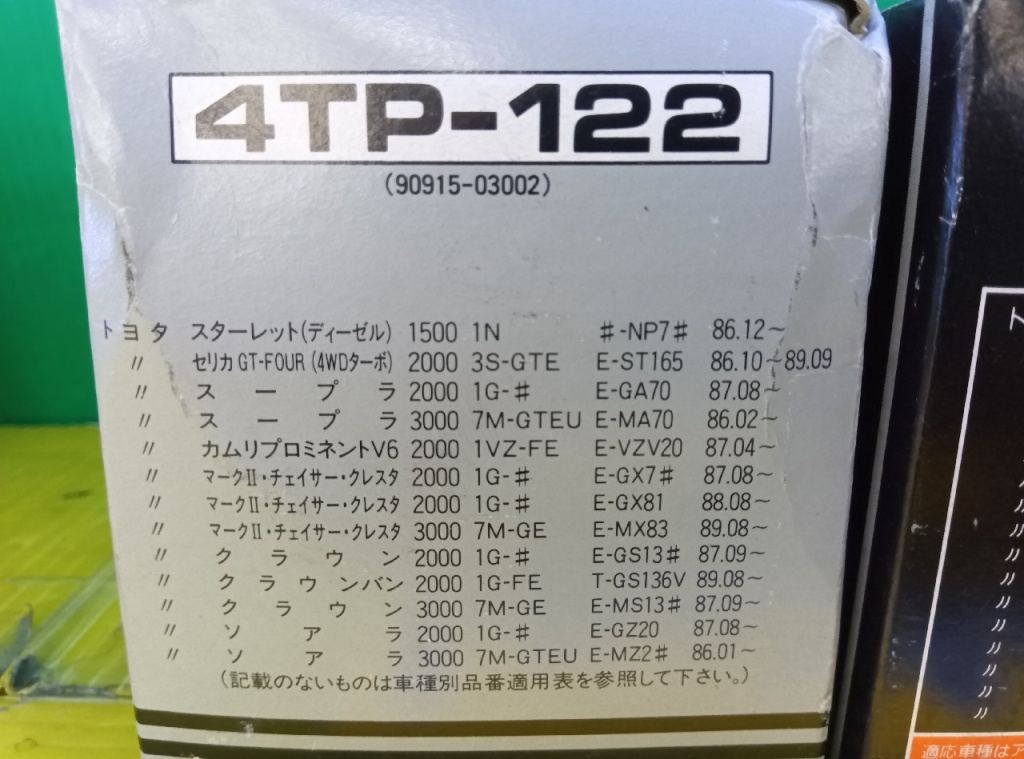 4TP-122
(90915-03002)
トヨタ スターレット(ディーゼル) 1500 1N ♯-NP7♯ 86.12～
〃 セリカ GT-FOUR (4WDターボ) 2000 3S-GTE E-ST165 86.10～89.09
〃 スープラ 2000 1G-♯ E-GA70 87.08～
〃 スープラ 3000 7M-GTEU E-MA70 86.02～
〃 カムリプロミネントV6 2000 1VZ-FE E-VZV20 87.04～
〃 マークⅡ・チェイサー・クレスタ 2000 1G-♯ E-GX7♯ 87.08～
〃 マークⅡ・チェイサー・クレスタ 2000 1G-♯ E-GX81 88.08～
〃 マークⅡ・チェイサー・クレスタ 3000 7M-GE E-MX83 89.08～
〃 クラウン 2000 1G-♯ E-GS13♯ 87.09～
〃 クラウンバン 2000 1G-FE T-GS136V 89.08～
〃 クラウン 3000 7M-GE E-MS13♯ 87.09～
〃 ソアラ 2000 1G-♯ E-GZ20 87.08～
〃 ソアラ 3000 7M-GTEU E-MZ2♯ 86.01～
(記載のないものは車種別品番適用表を参照して下さい。)
〃
〃
〃
〃
〃
〃
〃
〃
適応車種はア